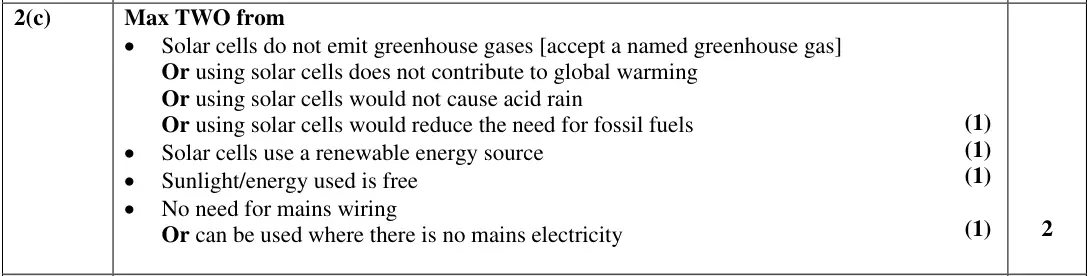 2(c) Max TWO from
• Solar cells do not emit greenhouse gases [accept a named greenhouse gas]
Or using solar cells does not contribute to global warming
Or using solar cells would not cause acid rain
Or using solar cells would reduce the need for fossil fuels (1)
• Solar cells use a renewable energy source (1)
• Sunlight/energy used is free (1)
• No need for mains wiring
Or can be used where there is no mains electricity (1) 2